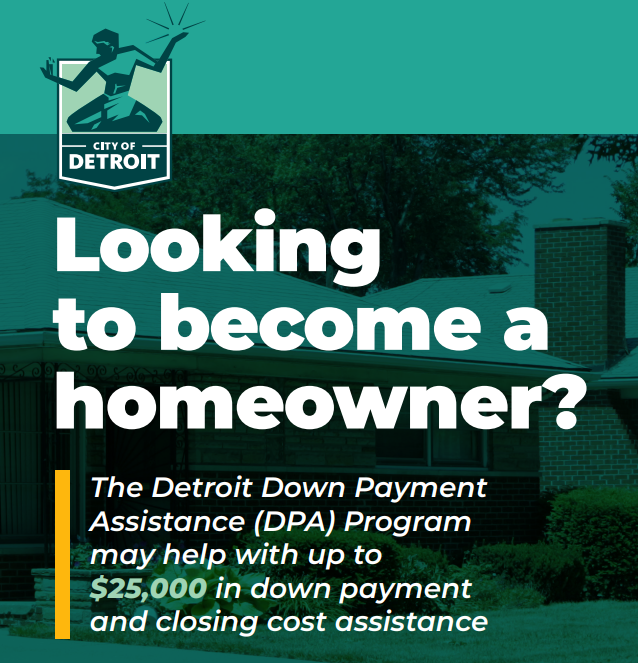 CITY OF
DETROIT
Looking
to become a
homeowner?
The Detroit Down Payment
Assistance (DPA) Program
may help with up to
$25,000 in down payment
and closing cost assistance